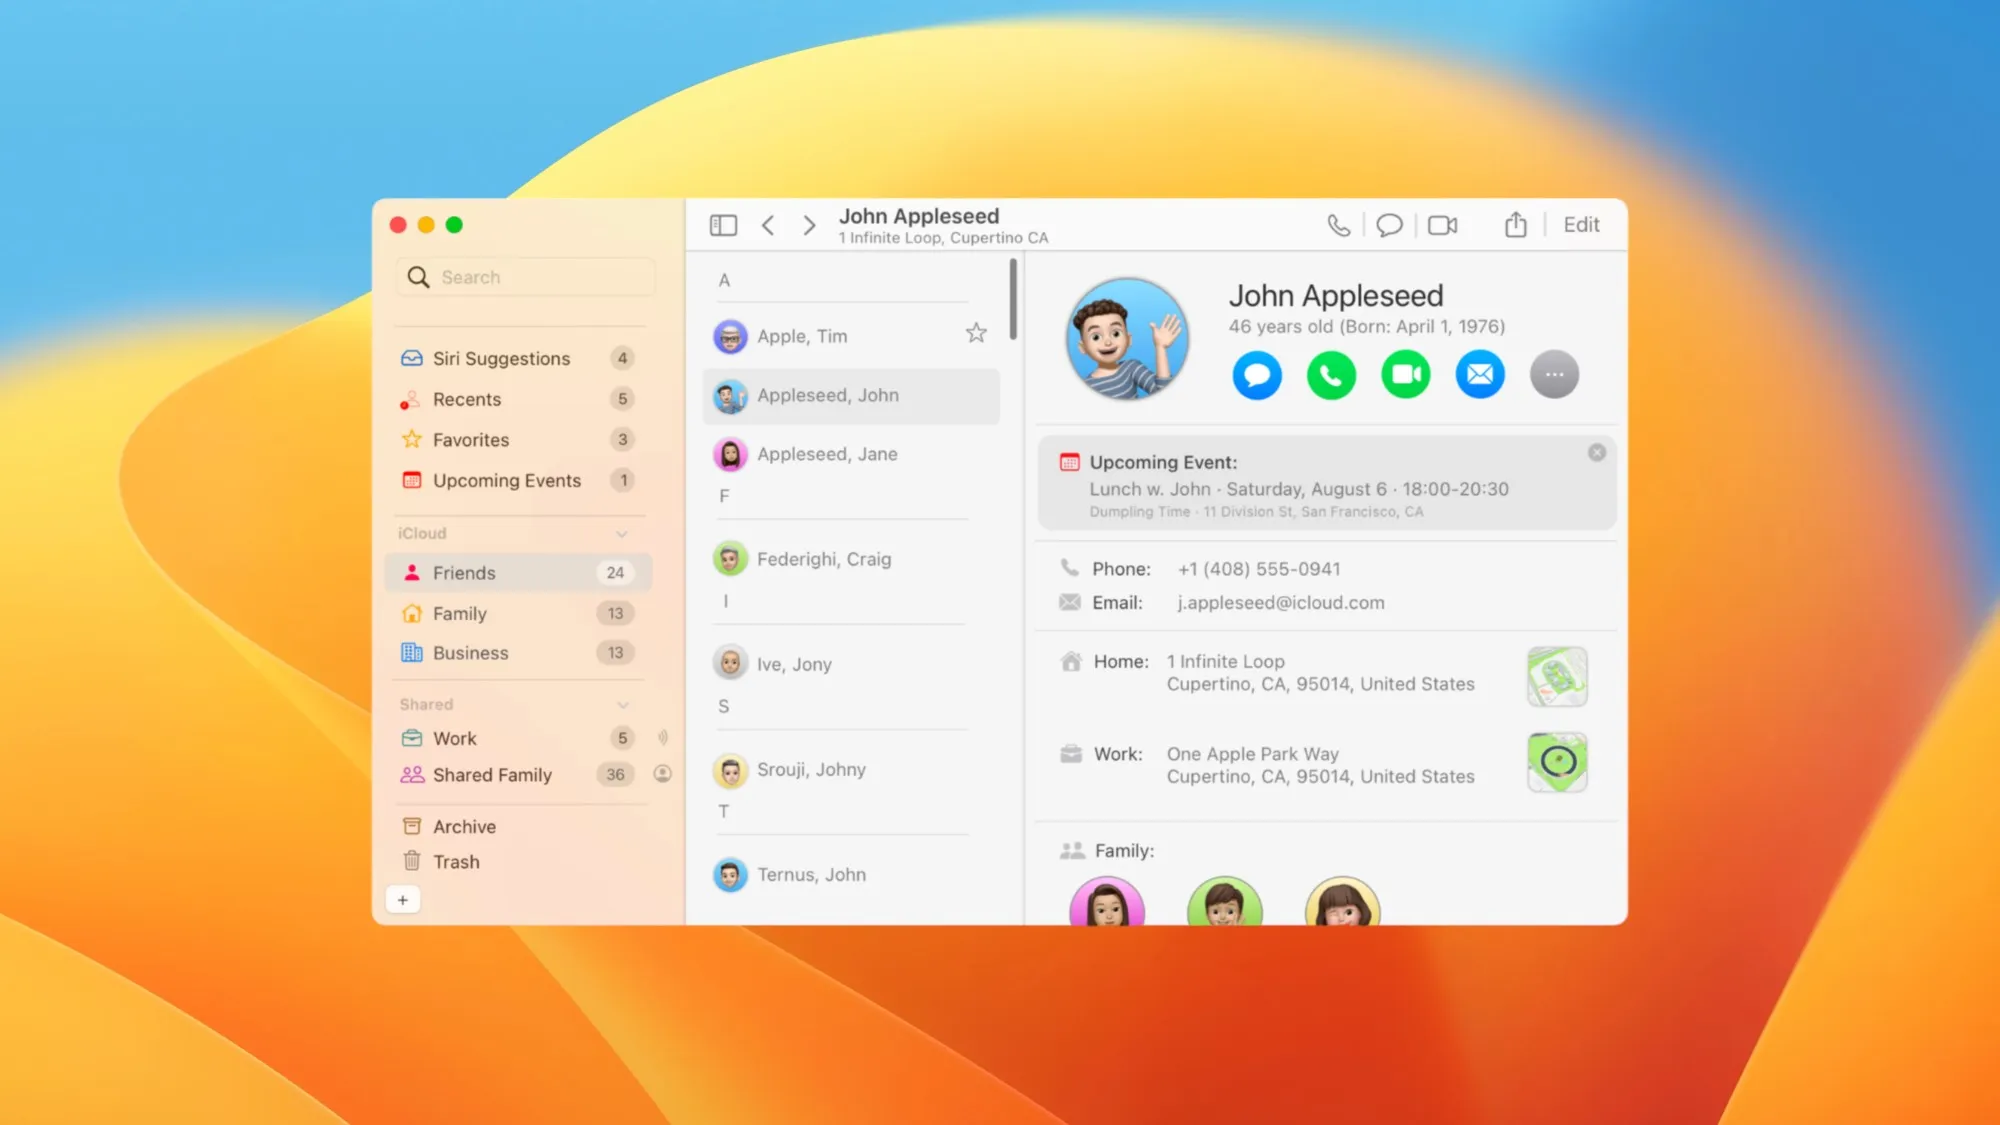 Search
Siri Suggestions 4
Recents 5
Favorites 3
Upcoming Events 1
iCloud
Friends 24
Family 13
Business 13
Shared
Work 5
Shared Family 36
Archive
Trash
+
John Appleseed
1 Infinite Loop, Cupertino CA
Edit
A
Apple, Tim
Appleseed, John
Appleseed, Jane
F
Federighi, Craig
I
Ive, Jony
S
Srouji, Johny
T
Ternus, John
John Appleseed
46 years old (Born: April 1, 1976)
Upcoming Event:
Lunch w. John · Saturday, August 6 · 18:00-20:30
Dumpling Time · 11 Division St, San Francisco, CA
Phone: +1 (408) 555-0941
Email: j.appleseed@icloud.com
Home: 1 Infinite Loop
Cupertino, CA, 95014, United States
Work: One Apple Park Way
Cupertino, CA, 95014, United States
Family: